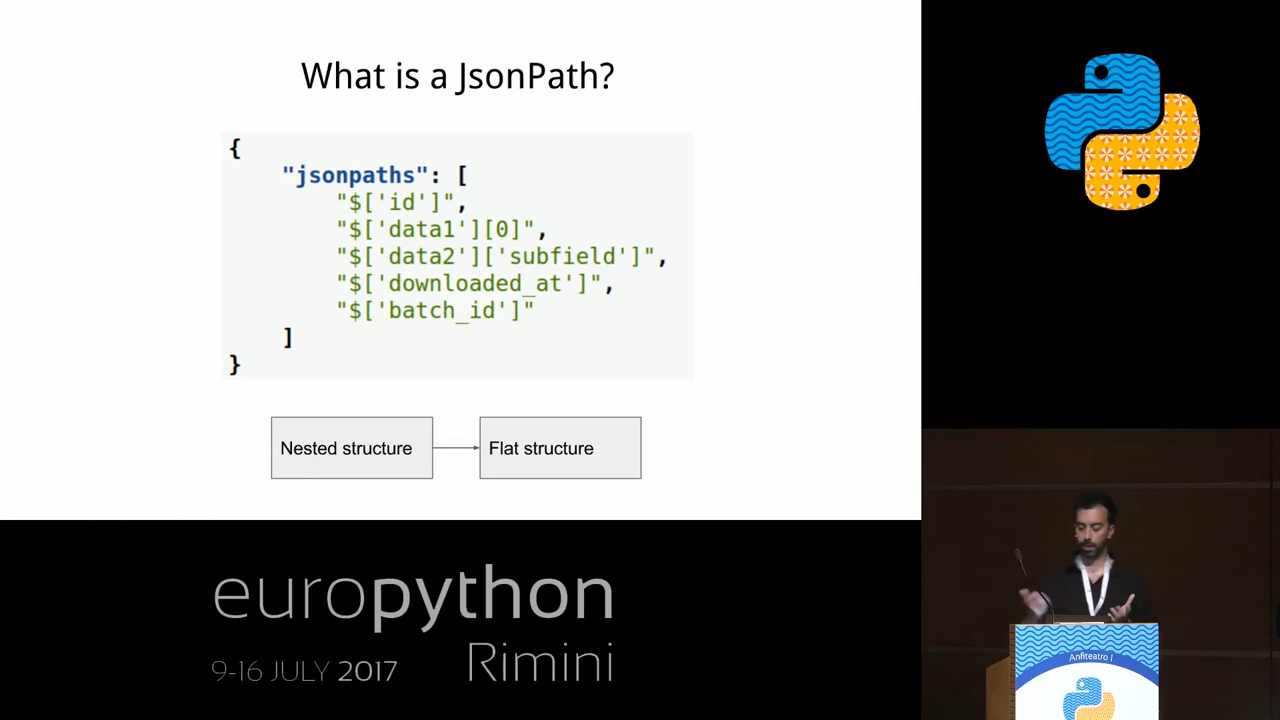 What is a JsonPath?
{
"jsonpaths": [
"$['id']",
"$['data1'][0]",
"$['data2']['subfield']",
"$['downloaded_at']",
"$['batch_id']"
]
}
Nested structure
Flat structure
europython
9-16 JULY 2017
Rimini
Anfiteatro I